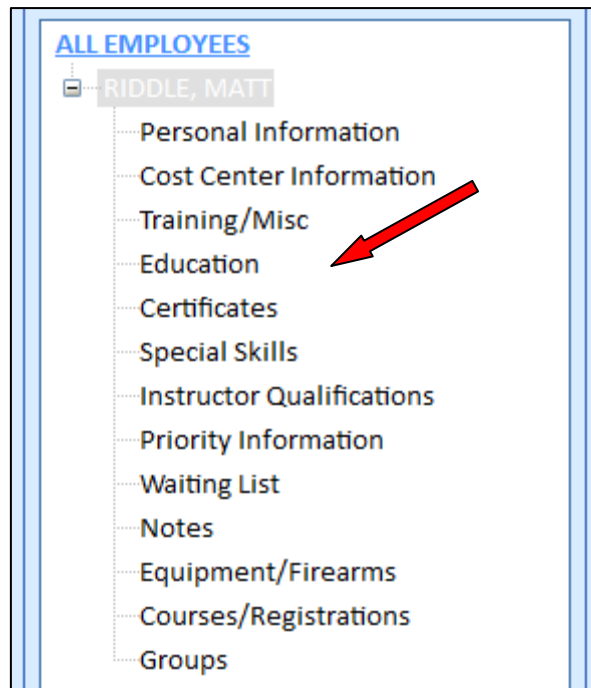 ALL EMPLOYEES
RIDDLE, MATT
Personal Information
Cost Center Information
Training/Misc
Education
Certificates
Special Skills
Instructor Qualifications
Priority Information
Waiting List
Notes
Equipment/Firearms
Courses/Registrations
Groups